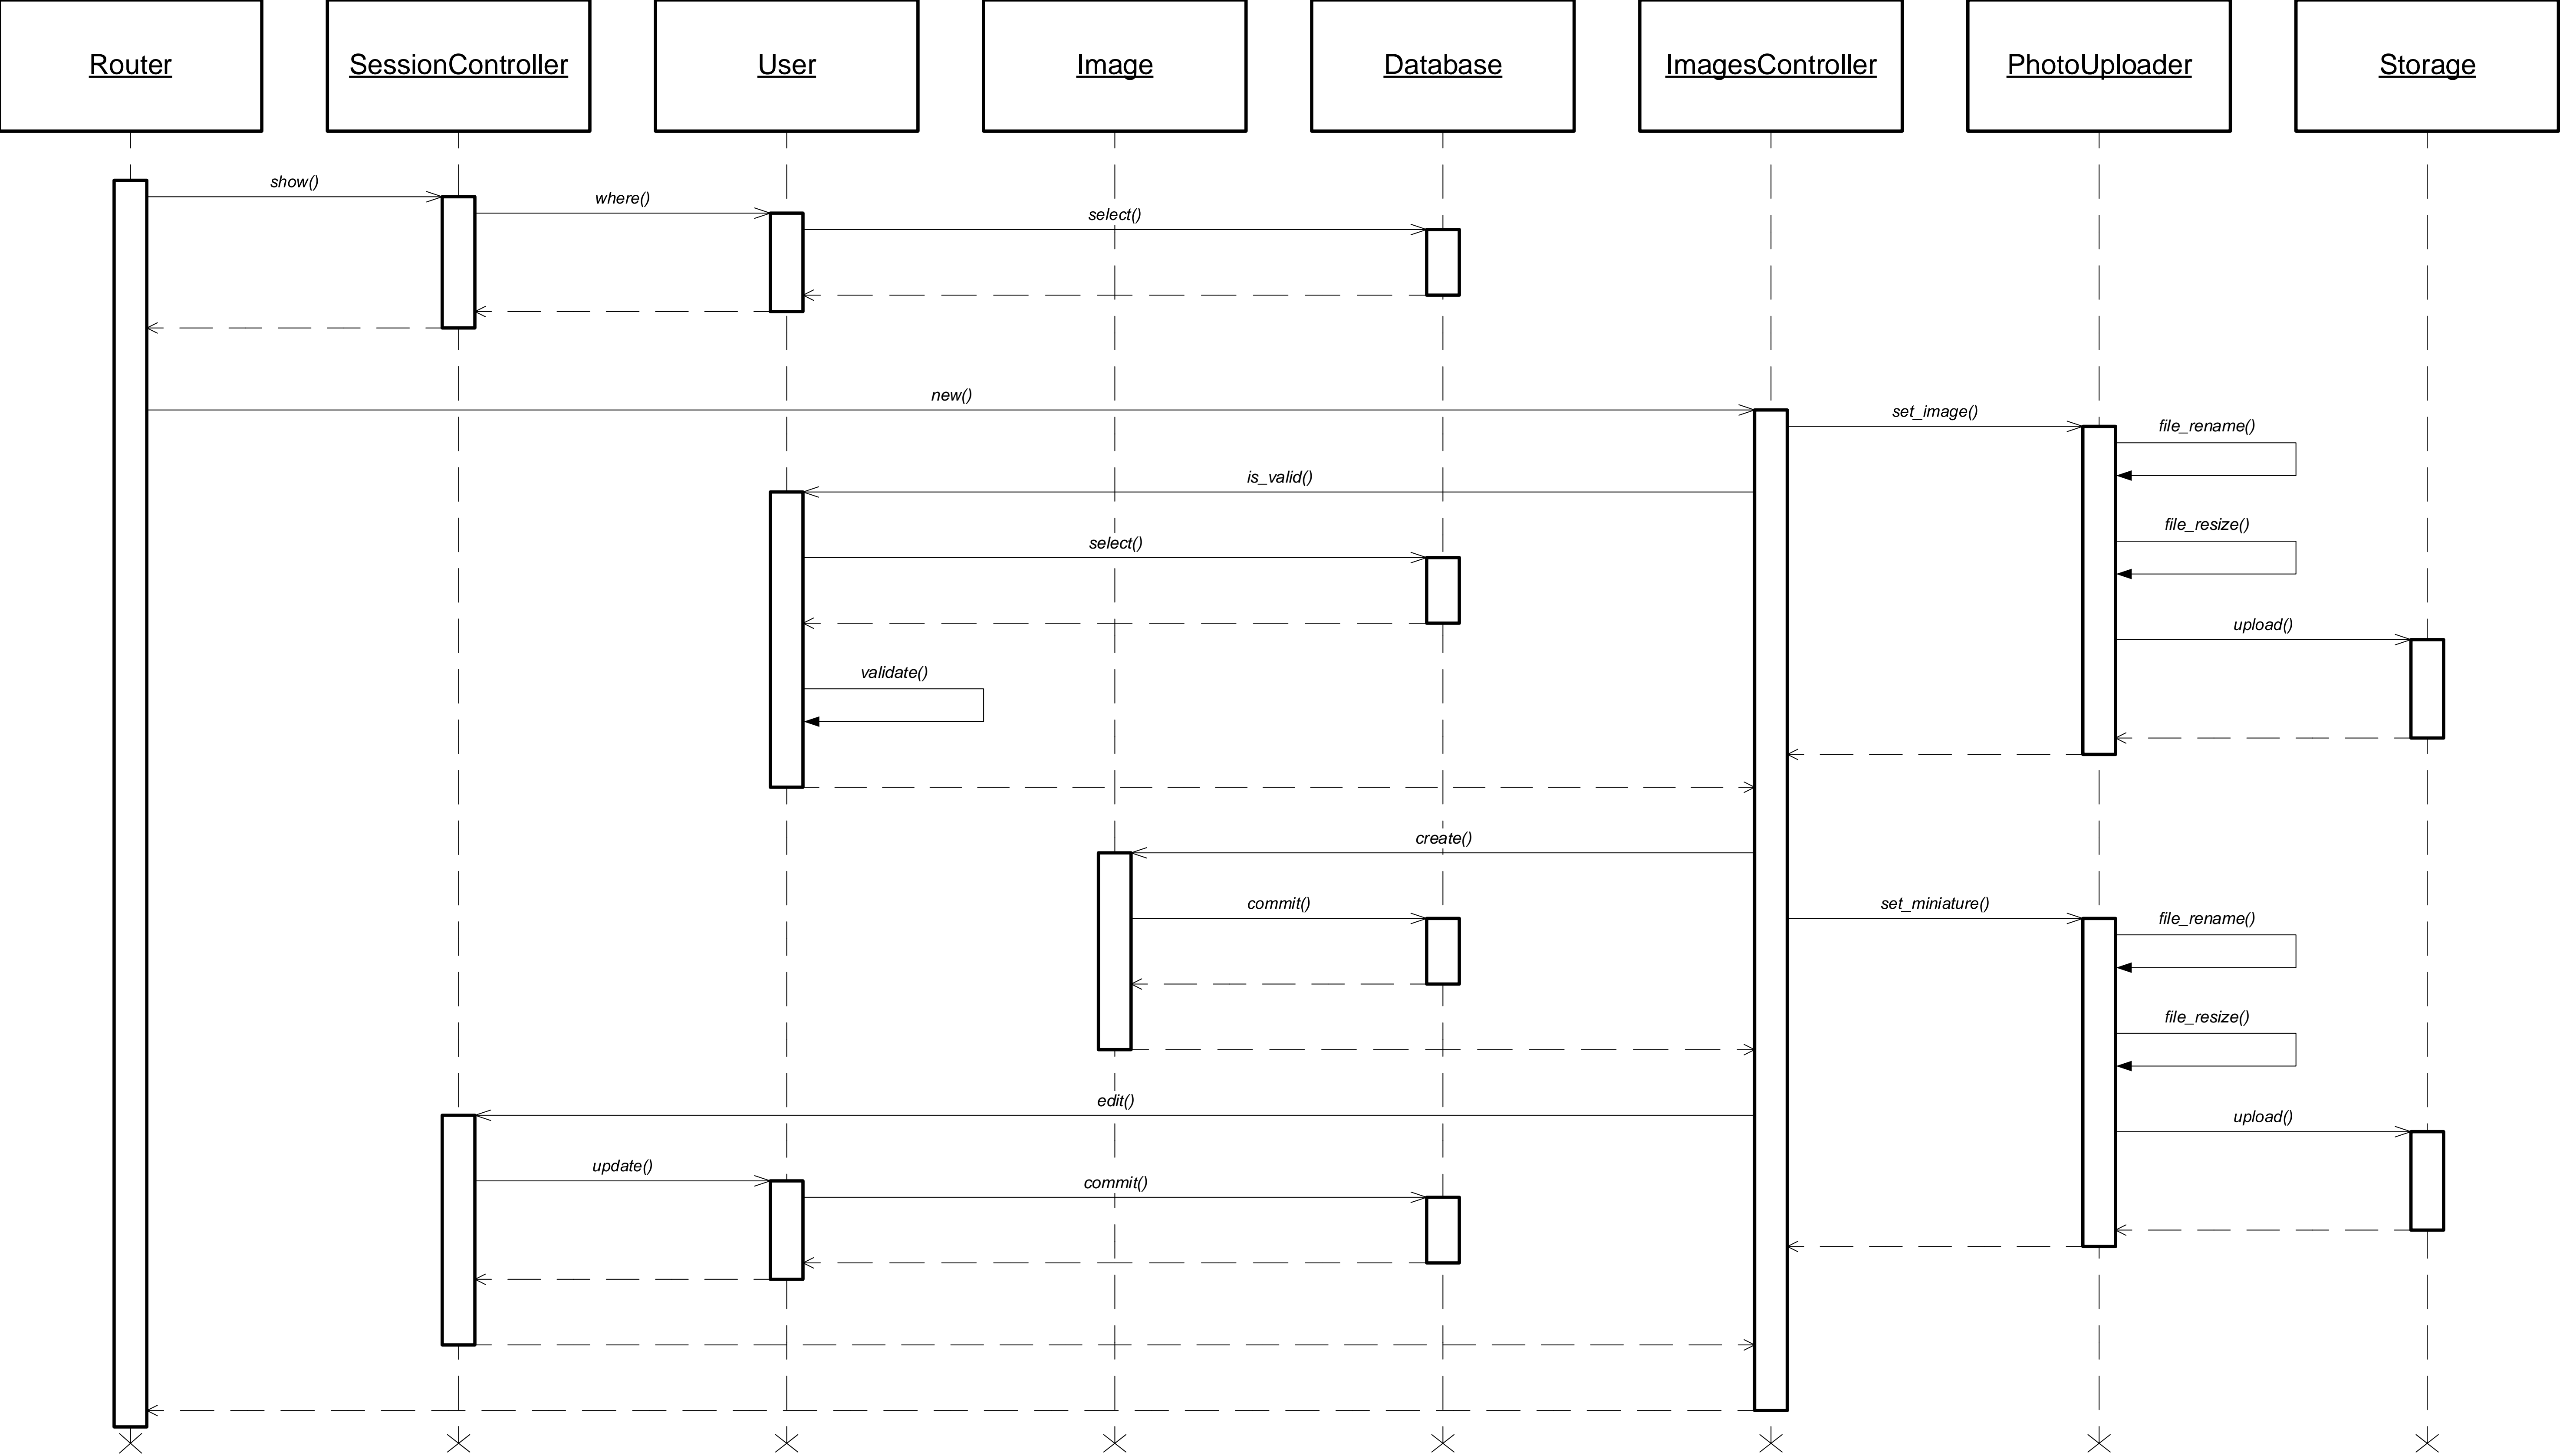 Router
SessionController
User
Image
Database
ImagesController
PhotoUploader
Storage
show()
where()
select()
new()
set_image()
file_rename()
is_valid()
file_resize()
select()
upload()
validate()
create()
commit()
set_miniature()
file_rename()
file_resize()
edit()
upload()
update()
commit()